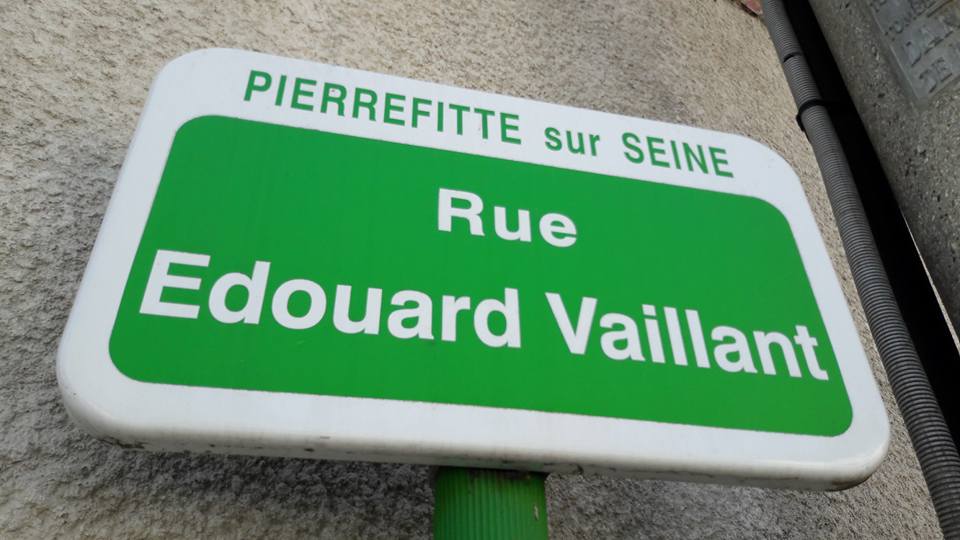 PIERREFITTE sur SEINE
Rue
Edouard Vaillant